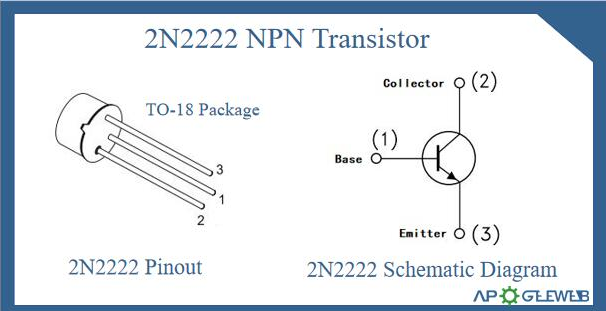 2N2222 NPN Transistor
TO-18 Package
3
1
2
2N2222 Pinout
Collector (2)
(1)
Base
Emitter (3)
2N2222 Schematic Diagram
APOGEEWEB